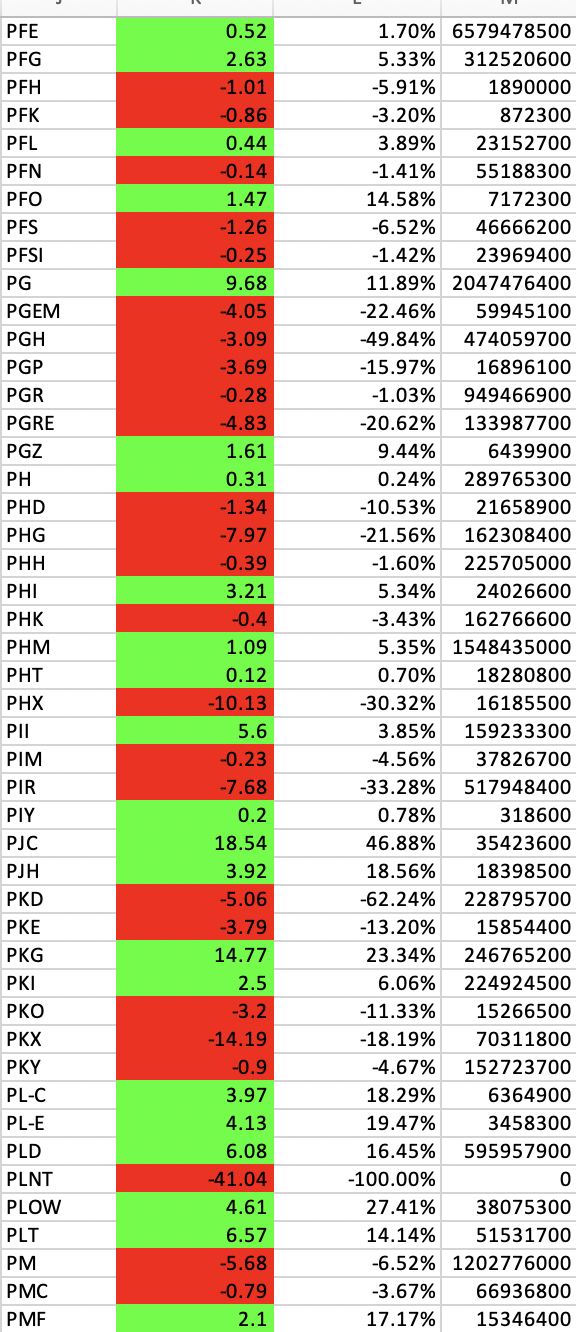 PFE 0.52 1.70% 6579478500
PFG 2.63 5.33% 312520600
PFH -1.01 -5.91% 1890000
PFK -0.86 -3.20% 872300
PFL 0.44 3.89% 23152700
PFN -0.14 -1.41% 55188300
PFO 1.47 14.58% 7172300
PFS -1.26 -6.52% 46666200
PFSI -0.25 -1.42% 23969400
PG 9.68 11.89% 2047476400
PGEM -4.05 -22.46% 59945100
PGH -3.09 -49.84% 474059700
PGP -3.69 -15.97% 16896100
PGR -0.28 -1.03% 949466900
PGRE -4.83 -20.62% 133987700
PGZ 1.61 9.44% 6439900
PH 0.31 0.24% 289765300
PHD -1.34 -10.53% 21658900
PHG -7.97 -21.56% 162308400
PHH -0.39 -1.60% 225705000
PHI 3.21 5.34% 24026600
PHK -0.4 -3.43% 162766600
PHM 1.09 5.35% 1548435000
PHT 0.12 0.70% 18280800
PHX -10.13 -30.32% 16185500
PII 5.6 3.85% 159233300
PIM -0.23 -4.56% 37826700
PIR -7.68 -33.28% 517948400
PIY 0.2 0.78% 318600
PJC 18.54 46.88% 35423600
PJH 3.92 18.56% 18398500
PKD -5.06 -62.24% 228795700
PKE -3.79 -13.20% 15854400
PKG 14.77 23.34% 246765200
PKI 2.5 6.06% 224924500
PKO -3.2 -11.33% 15266500
PKX -14.19 -18.19% 70311800
PKY -0.9 -4.67% 152723700
PL-C 3.97 18.29% 6364900
PL-E 4.13 19.47% 3458300
PLD 6.08 16.45% 595957900
PLNT -41.04 -100.00% 0
PLOW 4.61 27.41% 38075300
PLT 6.57 14.14% 51531700
PM -5.68 -6.52% 1202776000
PMC -0.79 -3.67% 66936800
PMF 2.1 17.17% 15346400